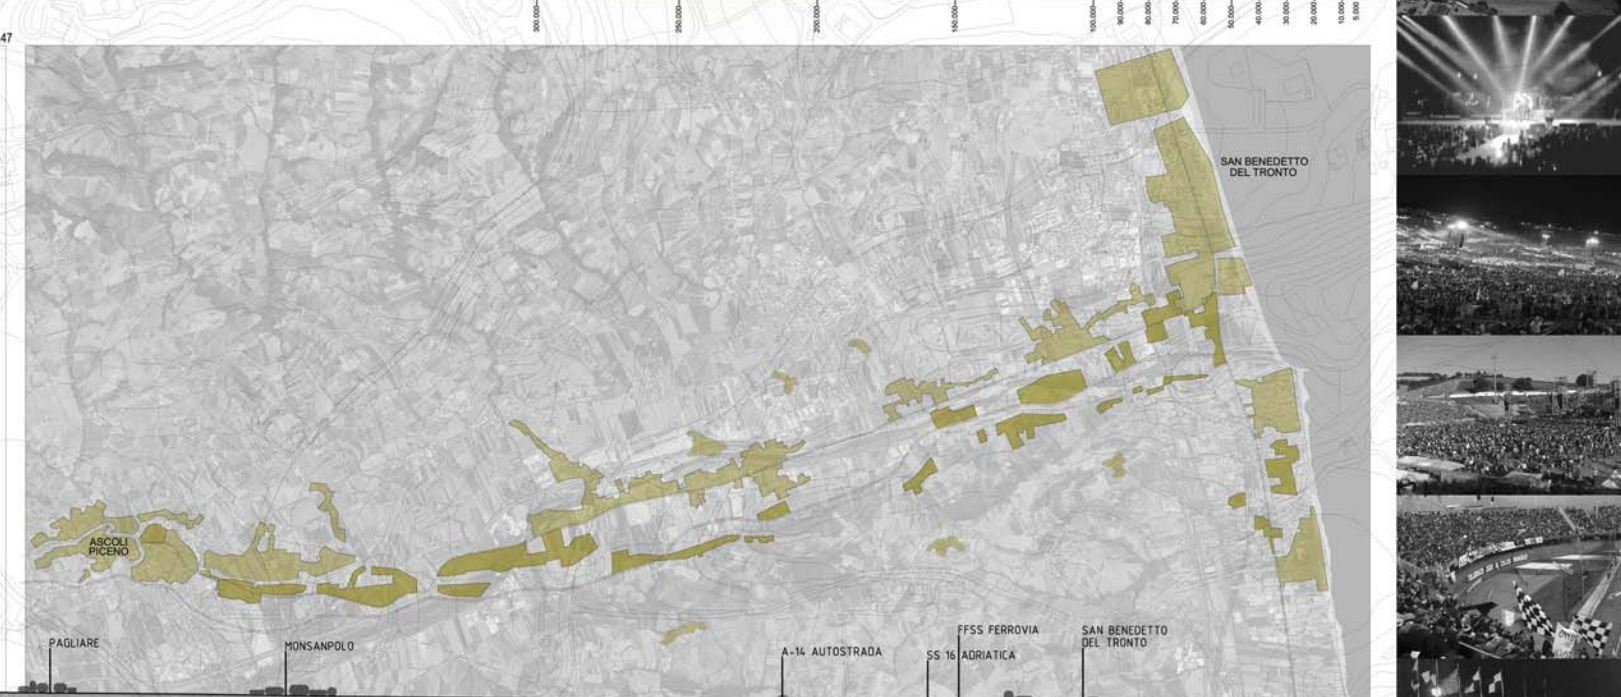 47
300.000
250.000
200.000
150.000
100.000
90.000
80.000
70.000
60.000
50.000
40.000
30.000
20.000
10.000
5.000
SAN BENEDETTO
DEL TRONTO
ASCOLI
PICENO
PAGLIARE
MONSANPOLO
A-14 AUTOSTRADA
SS 16 ADRIATICA
FFSS FERROVIA
SAN BENEDETTO
DEL TRONTO